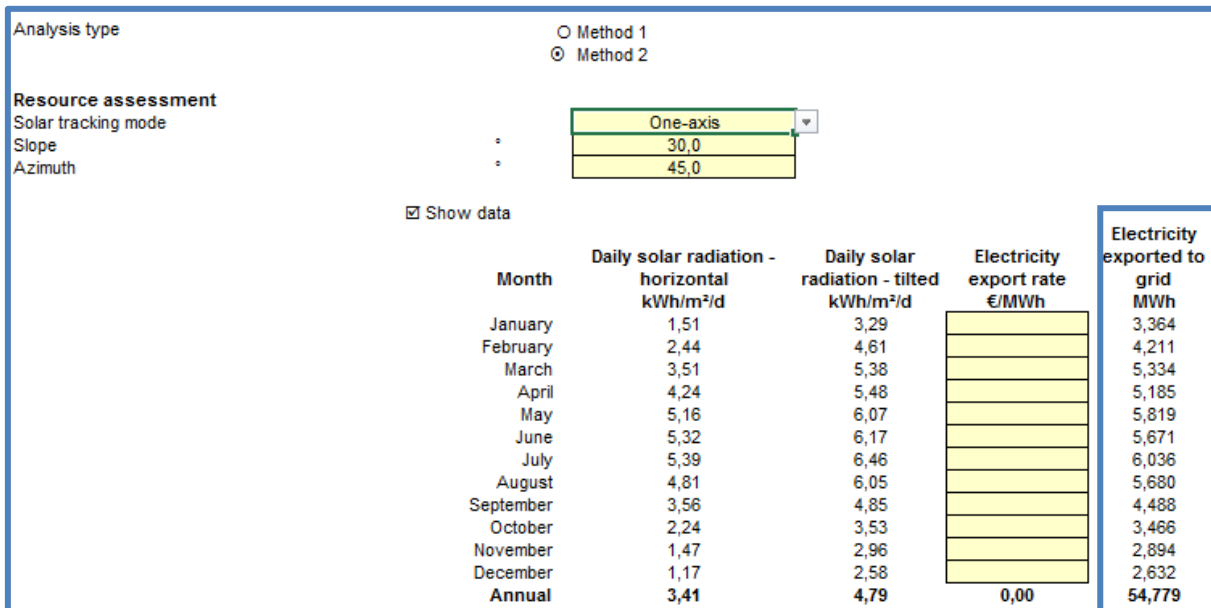 Analysis type
Method 1
Method 2
Resource assessment
Solar tracking mode One-axis
Slope ° 30,0
Azimuth ° 45,0
Show data
Month Daily solar radiation - horizontal kWh/m²/d Daily solar radiation - tilted kWh/m²/d Electricity export rate €/MWh Electricity exported to grid MWh
January 1,51 3,29 3,364
February 2,44 4,61 4,211
March 3,51 5,38 5,334
April 4,24 5,48 5,185
May 5,16 6,07 5,819
June 5,32 6,17 5,671
July 5,39 6,46 6,036
August 4,81 6,05 5,680
September 3,56 4,85 4,488
October 2,24 3,53 3,466
November 1,47 2,96 2,894
December 1,17 2,58 2,632
Annual 3,41 4,79 0,00 54,779